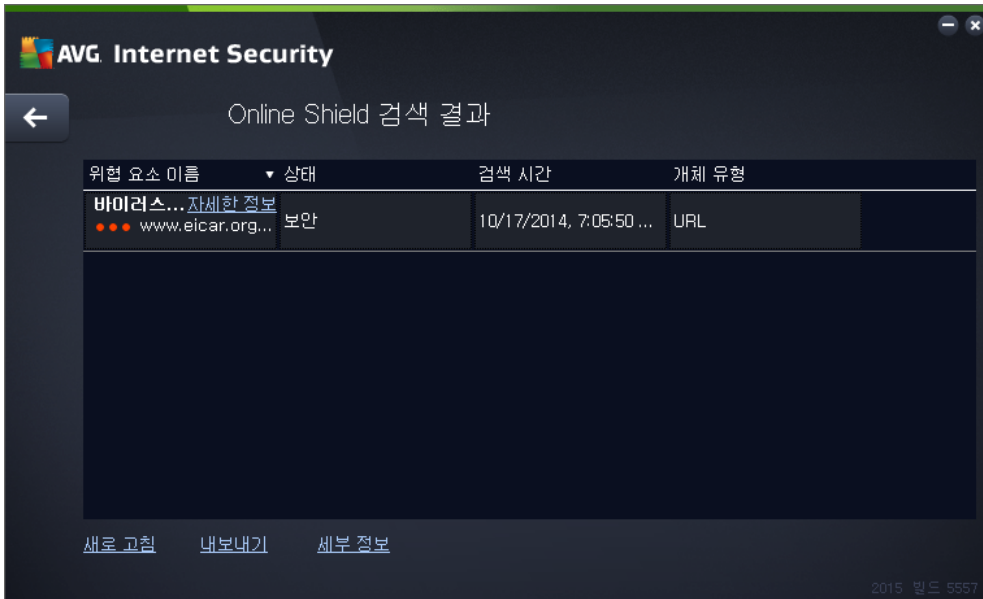 AVG Internet Security
Online Shield 검색 결과
위협 요소 이름 상태 검색 시간 개체 유형
바이러스... 자세한 정보
www.eicar.org... 보안 10/17/2014, 7:05:50 ... URL
새로 고침 내보내기 세부 정보
2015 빌드 5557